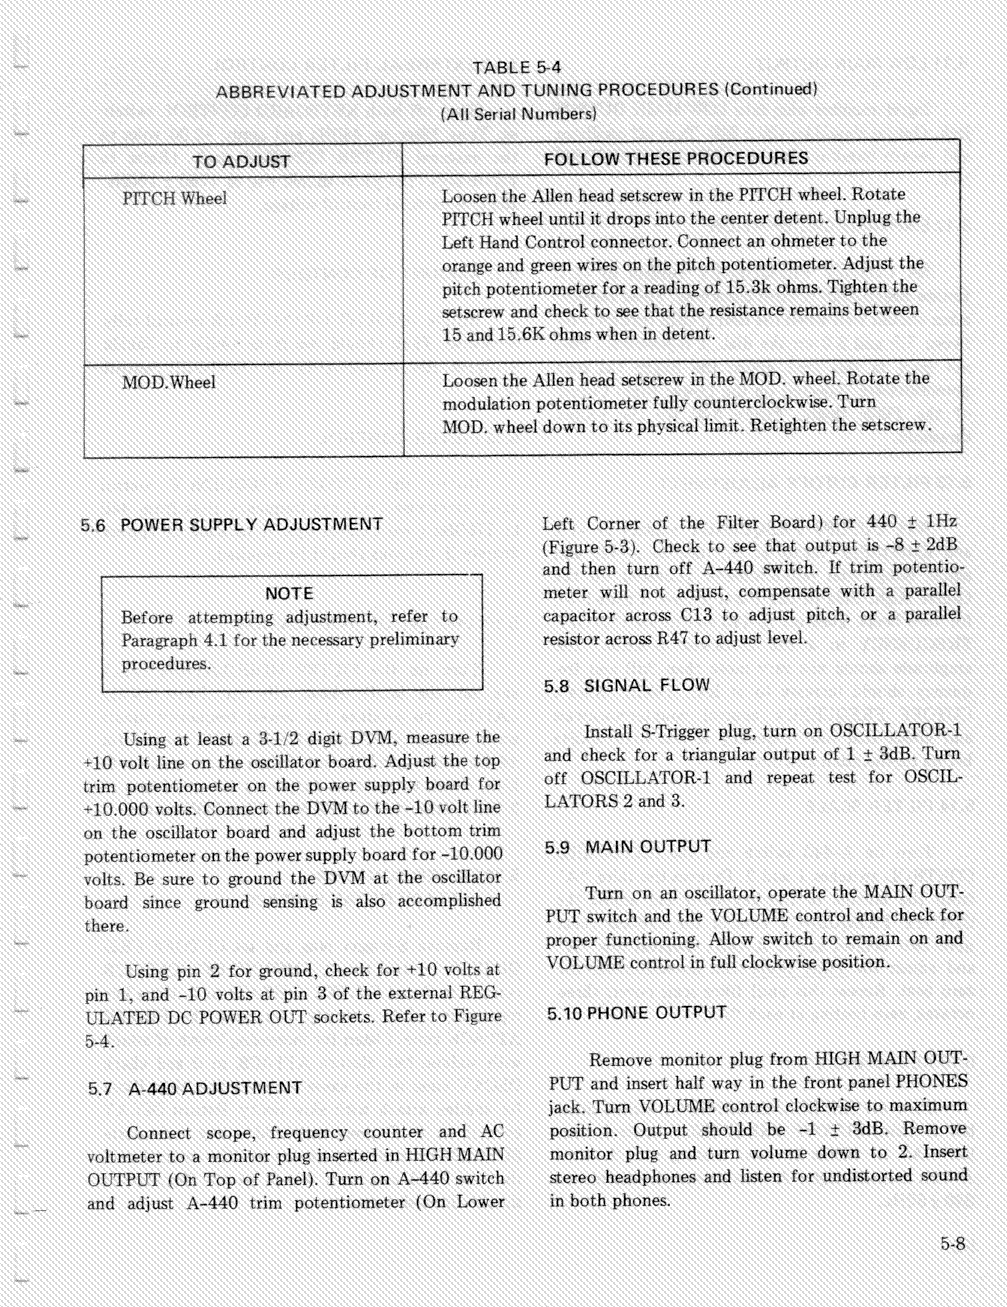 TABLE 5-4
ABBREVIATED ADJUSTMENT AND TUNING PROCEDURES (Continued)
(All Serial Numbers)
TO ADJUST
FOLLOW THESE PROCEDURES
PITCH Wheel
Loosen the Allen head setscrew in the PITCH wheel. Rotate
PITCH wheel until it drops into the center detent. Unplug the
Left Hand Control connector. Connect an ohmeter to the
orange and green wires on the pitch potentiometer. Adjust the
pitch potentiometer for a reading of 15.3k ohms. Tighten the
setscrew and check to see that the resistance remains between
15 and 15.6K ohms when in detent.
MOD.Wheel
Loosen the Allen head setscrew in the MOD. wheel. Rotate the
modulation potentiometer fully counterclockwise. Turn
MOD. wheel down to its physical limit. Retighten the setscrew.
5.6 POWER SUPPLY ADJUSTMENT
NOTE
Before attempting adjustment, refer to
Paragraph 4.1 for the necessary preliminary
procedures.
Using at least a 3-1/2 digit DVM, measure the
+10 volt line on the oscillator board. Adjust the top
trim potentiometer on the power supply board for
+10.000 volts. Connect the DVM to the -10 volt line
on the oscillator board and adjust the bottom trim
potentiometer on the power supply board for -10.000
volts. Be sure to ground the DVM at the oscillator
board since ground sensing is also accomplished
there.
Using pin 2 for ground, check for +10 volts at
pin 1, and -10 volts at pin 3 of the external REG-
ULATED DC POWER OUT sockets. Refer to Figure
5-4.
5.7 A-440 ADJUSTMENT
Connect scope, frequency counter and AC
voltmeter to a monitor plug inserted in HIGH MAIN
OUTPUT (On Top of Panel). Turn on A-440 switch
and adjust A-440 trim potentiometer (On Lower
Left Corner of the Filter Board) for 440 ± 1Hz
(Figure 5-3). Check to see that output is -8 ± 2dB
and then turn off A-440 switch. If trim potentio-
meter will not adjust, compensate with a parallel
capacitor across C13 to adjust pitch, or a parallel
resistor across R47 to adjust level.
5.8 SIGNAL FLOW
Install S-Trigger plug, turn on OSCILLATOR-1
and check for a triangular output of 1 ± 3dB. Turn
off OSCILLATOR-1 and repeat test for OSCIL-
LATORS 2 and 3.
5.9 MAIN OUTPUT
Turn on an oscillator, operate the MAIN OUT-
PUT switch and the VOLUME control and check for
proper functioning. Allow switch to remain on and
VOLUME control in full clockwise position.
5.10 PHONE OUTPUT
Remove monitor plug from HIGH MAIN OUT-
PUT and insert half way in the front panel PHONES
jack. Turn VOLUME control clockwise to maximum
position. Output should be -1 ± 3dB. Remove
monitor plug and turn volume down to 2. Insert
stereo headphones and listen for undistorted sound
in both phones.
5-8